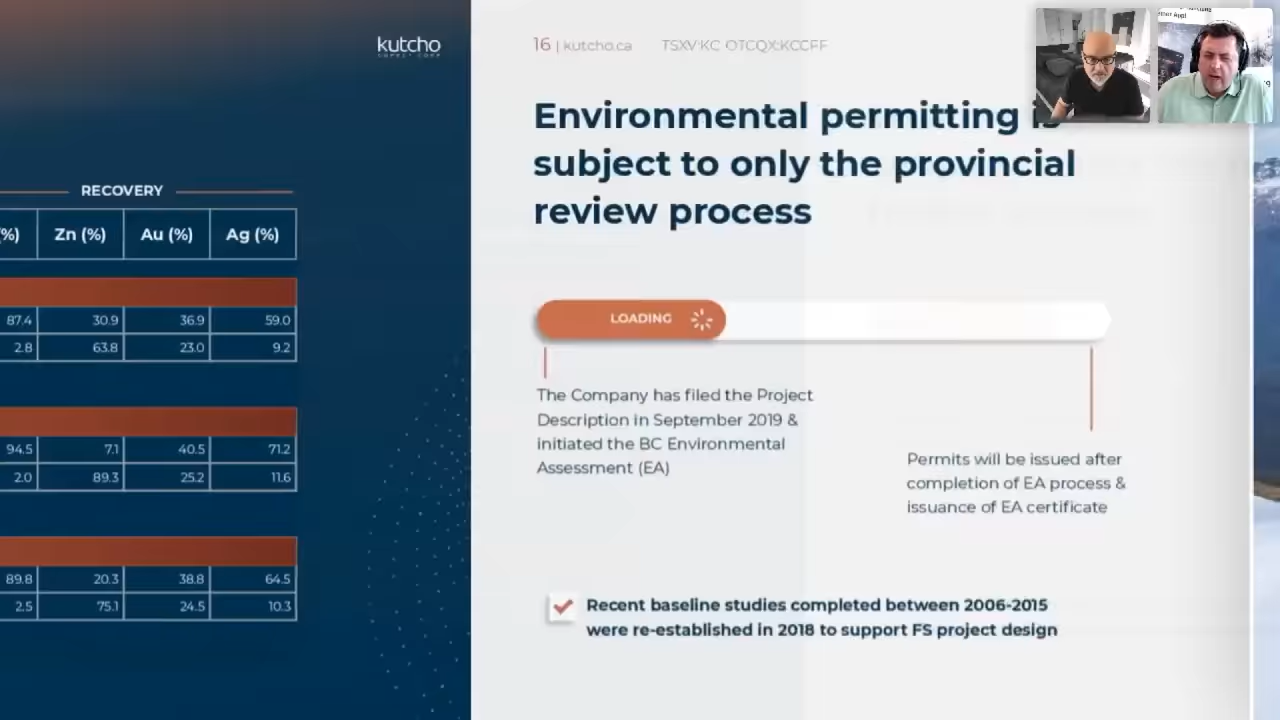 kutcho
COPPER CORP
RECOVERY
%) Zn (%) Au (%) Ag (%)
87.4 30.9 36.9 59.0
2.8 63.8 23.0 9.2
94.5 7.1 40.5 71.2
2.0 89.3 25.2 11.6
89.8 20.3 38.8 64.5
2.5 75.1 24.5 10.3
16 | kutcho.ca TSXV:KC OTCQX:KCCFF
Environmental permitting is
subject to only the provincial
review process
LOADING
The Company has filed the Project
Description in September 2019 &
initiated the BC Environmental
Assessment (EA)
Permits will be issued after
completion of EA process &
issuance of EA certificate
Recent baseline studies completed between 2006-2015
were re-established in 2018 to support FS project design